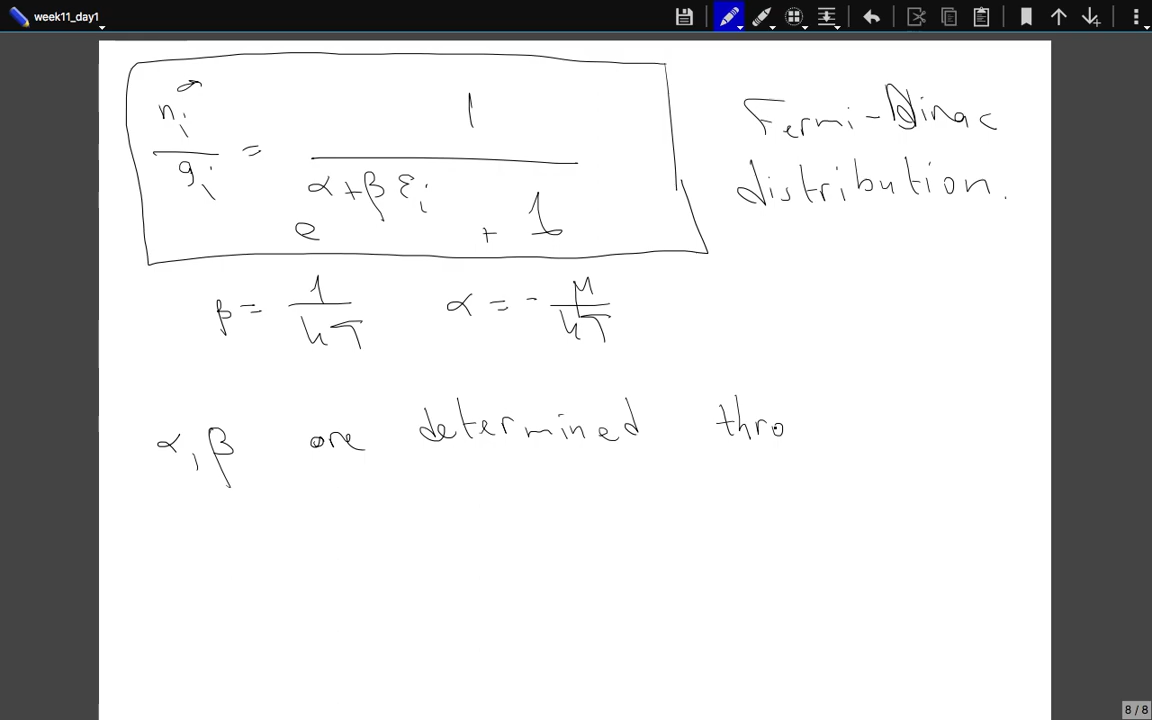 week11_day1
n_i^* / g_i = 1 / (e^{α+βε_i} + 1)
Fermi-Dirac
distribution.
β = 1/kT    α = - μ/kT
α, β are determined thro
8 / 8